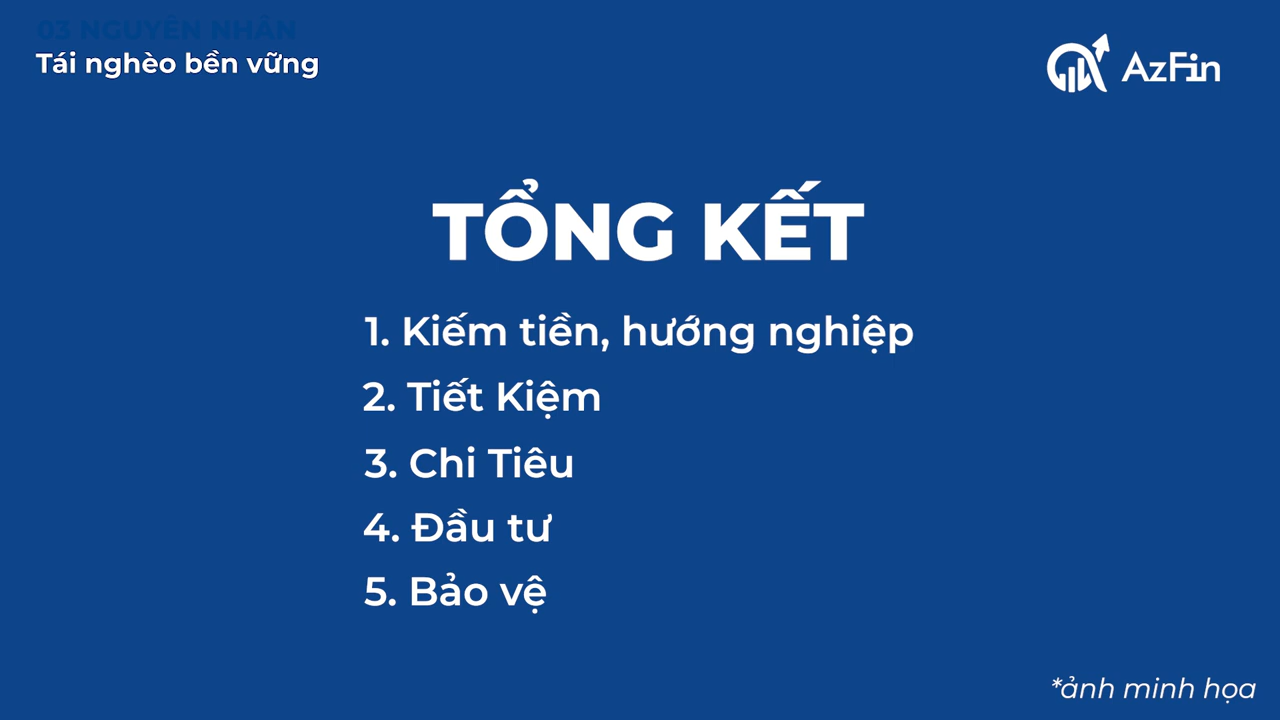 03 NGUYÊN NHÂN
Tái nghèo bền vững
AzFin
TỔNG KẾT
1. Kiếm tiền, hướng nghiệp
2. Tiết Kiệm
3. Chi Tiêu
4. Đầu tư
5. Bảo vệ
*ảnh minh họa